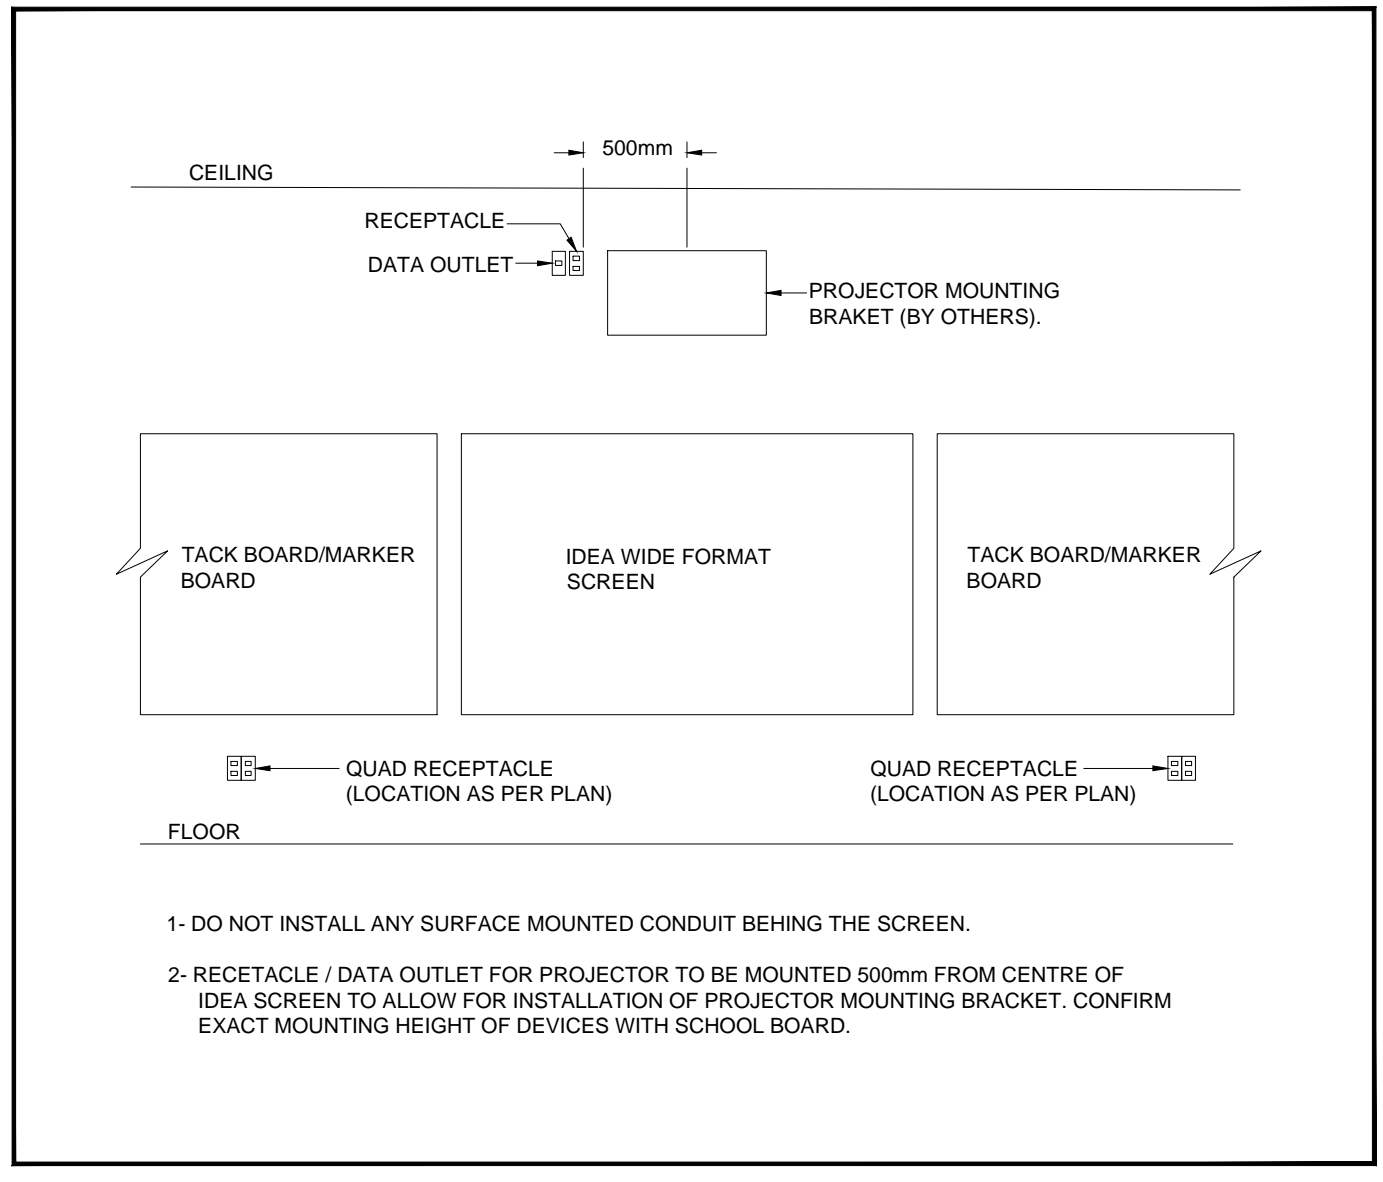 500mm
CEILING
RECEPTACLE
DATA OUTLET
PROJECTOR MOUNTING
BRAKET (BY OTHERS).
TACK BOARD/MARKER
BOARD
IDEA WIDE FORMAT
SCREEN
TACK BOARD/MARKER
BOARD
QUAD RECEPTACLE
(LOCATION AS PER PLAN)
QUAD RECEPTACLE
(LOCATION AS PER PLAN)
FLOOR
1- DO NOT INSTALL ANY SURFACE MOUNTED CONDUIT BEHING THE SCREEN.
2- RECETACLE / DATA OUTLET FOR PROJECTOR TO BE MOUNTED 500mm FROM CENTRE OF
IDEA SCREEN TO ALLOW FOR INSTALLATION OF PROJECTOR MOUNTING BRACKET. CONFIRM
EXACT MOUNTING HEIGHT OF DEVICES WITH SCHOOL BOARD.